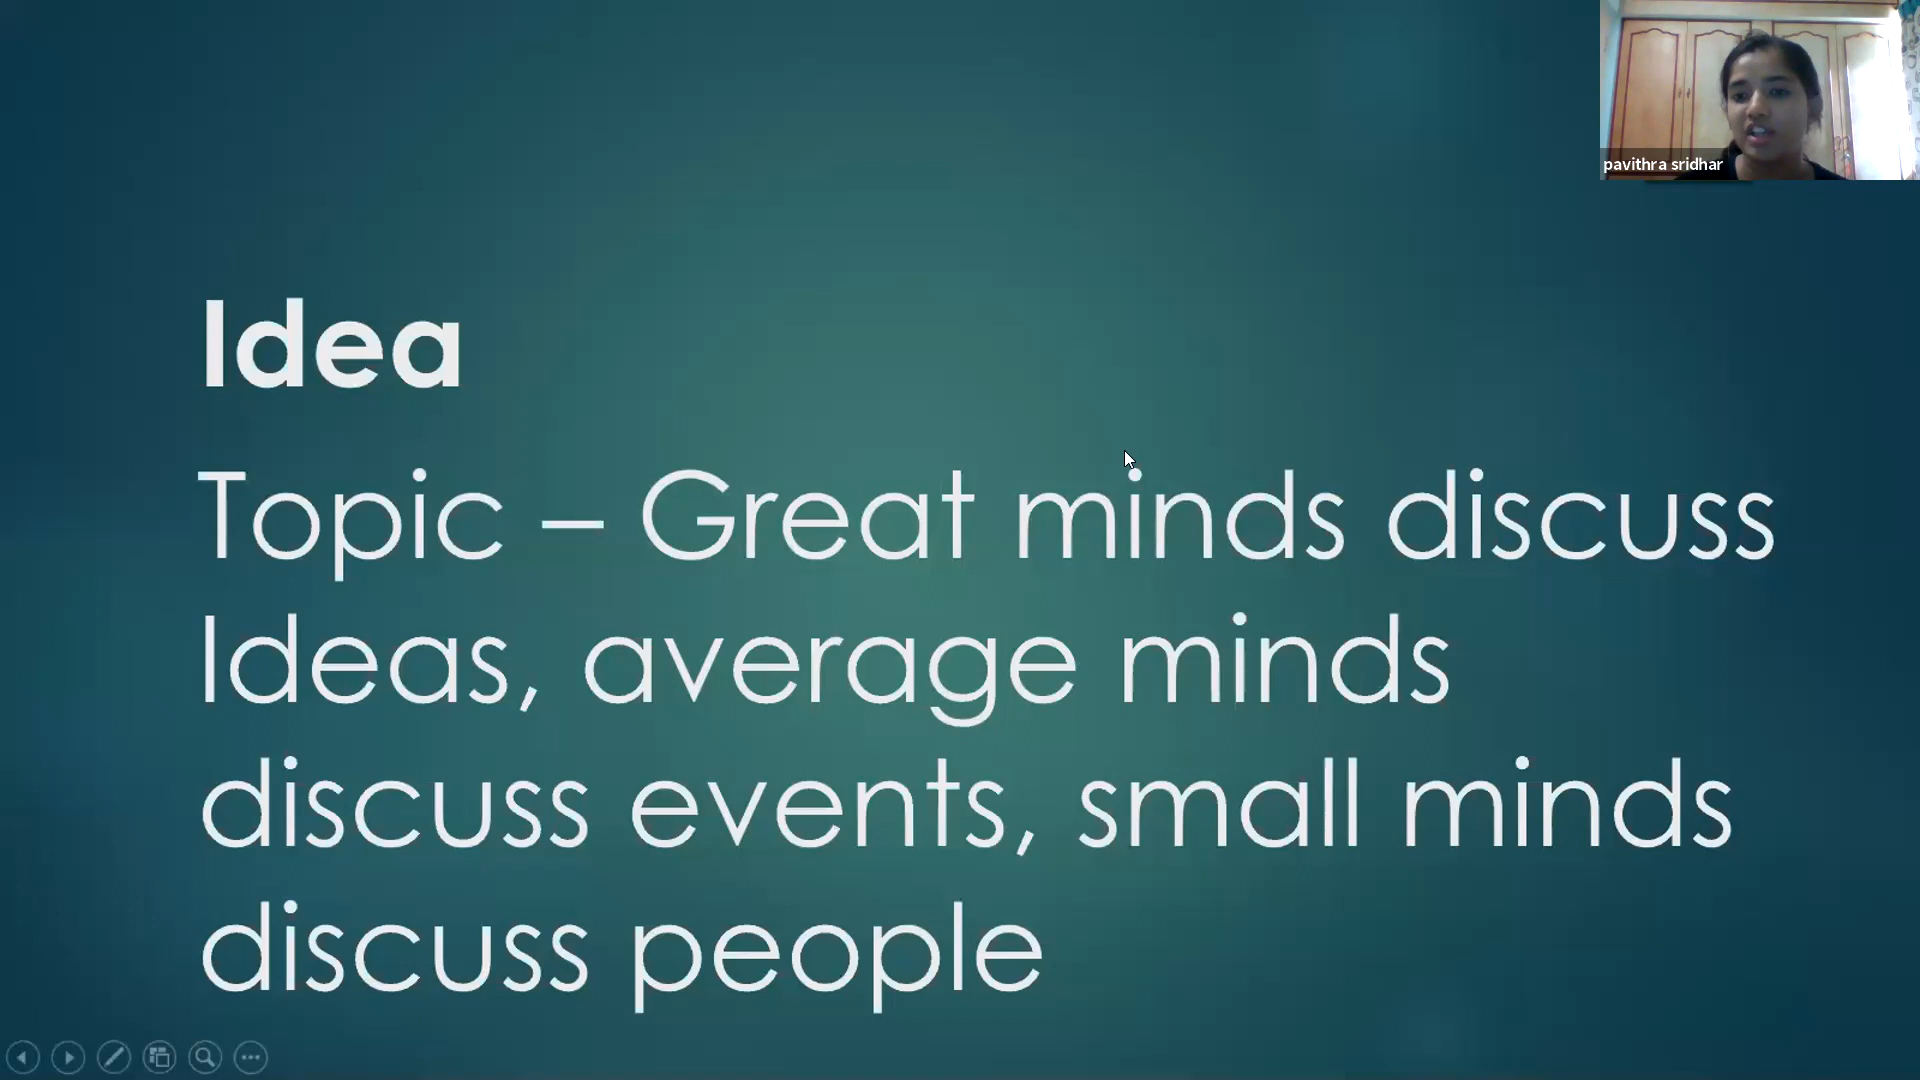 pavithra sridhar
Idea
Topic – Great minds discuss
Ideas, average minds
discuss events, small minds
discuss people